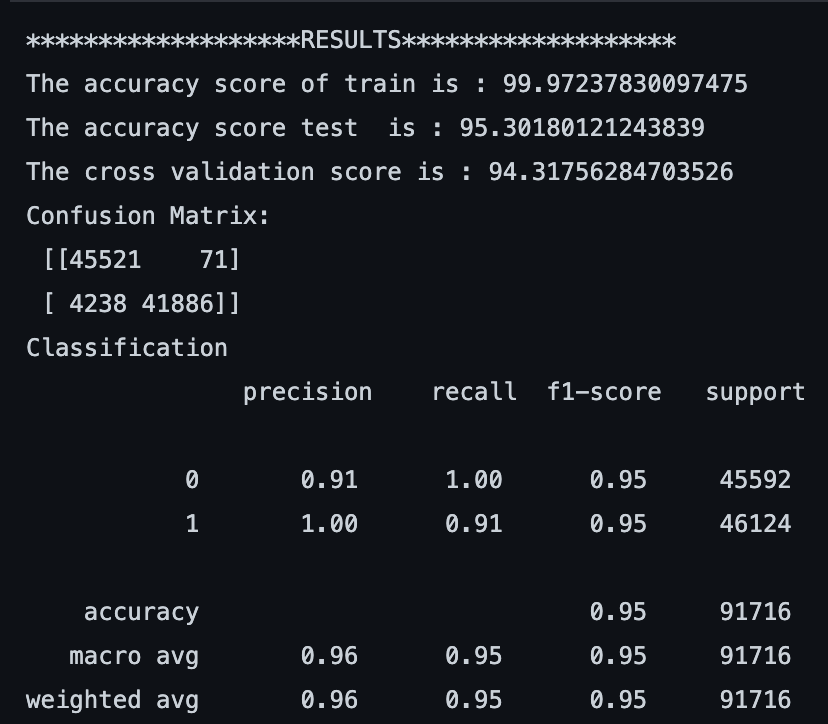 *******************RESULTS*******************
The accuracy score of train is : 99.97237830097475
The accuracy score test  is : 95.30180121243839
The cross validation score is : 94.31756284703526
Confusion Matrix:
 [[45521    71]
 [ 4238 41886]]
Classification
               precision    recall  f1-score   support

           0       0.91      1.00      0.95     45592
           1       1.00      0.91      0.95     46124

    accuracy                           0.95     91716
   macro avg       0.96      0.95      0.95     91716
weighted avg       0.96      0.95      0.95     91716